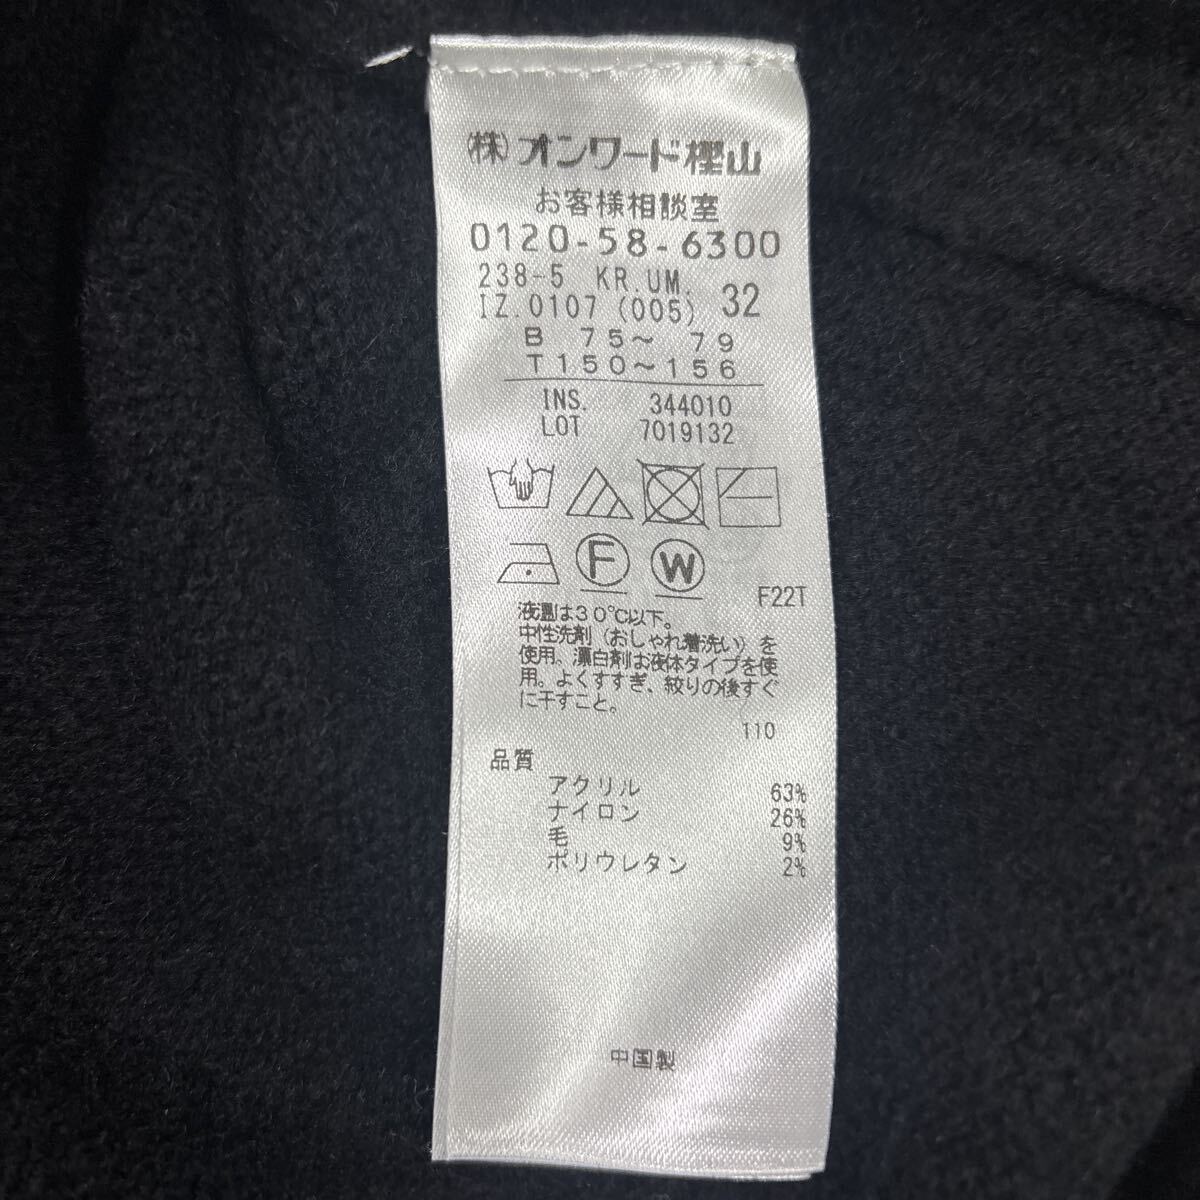 ㈱オンワード樫山
お客様相談室
0120-58-6300
238-5 KR.UM.
IZ.0107 (005) 32
B 75～ 79
T150～156
INS. 344010
LOT 7019132
F
W
F22T
液温は30℃以下。
中性洗剤（おしゃれ着洗い）を
使用。漂白剤は液体タイプを使
用。よくすすぎ、絞りの後すぐ
に干すこと。
110
品質
アクリル 63%
ナイロン 26%
毛 9%
ポリウレタン 2%
中国製